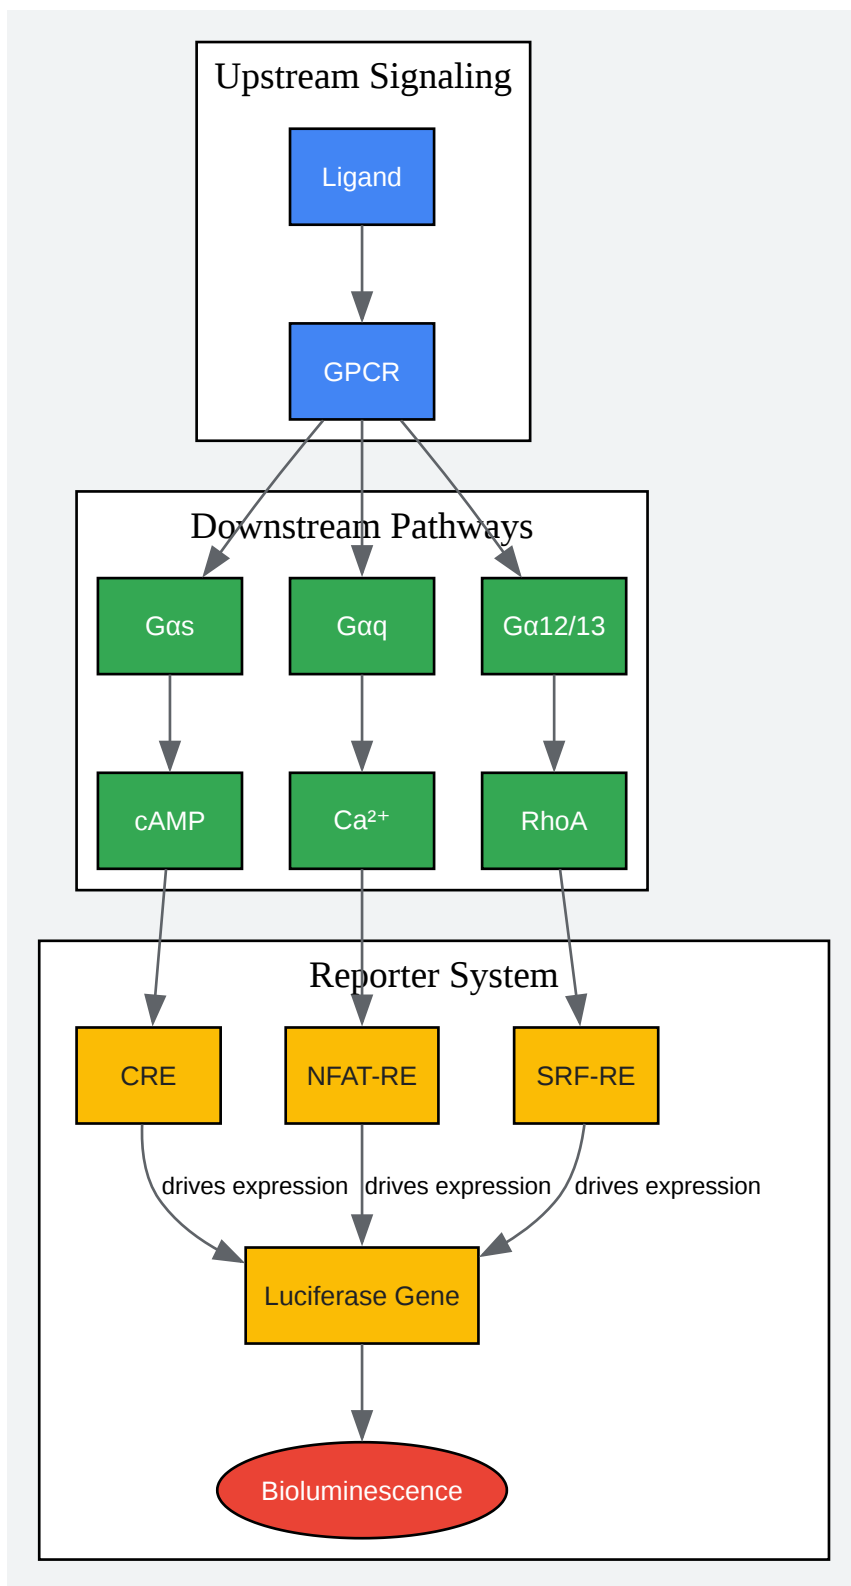 Upstream Signaling
Ligand
GPCR
Downstream Pathways
Gαs
Gαq
Gα12/13
cAMP
Ca²⁺
RhoA
Reporter System
CRE
NFAT-RE
SRF-RE
drives expression
drives expression
drives expression
Luciferase Gene
Bioluminescence